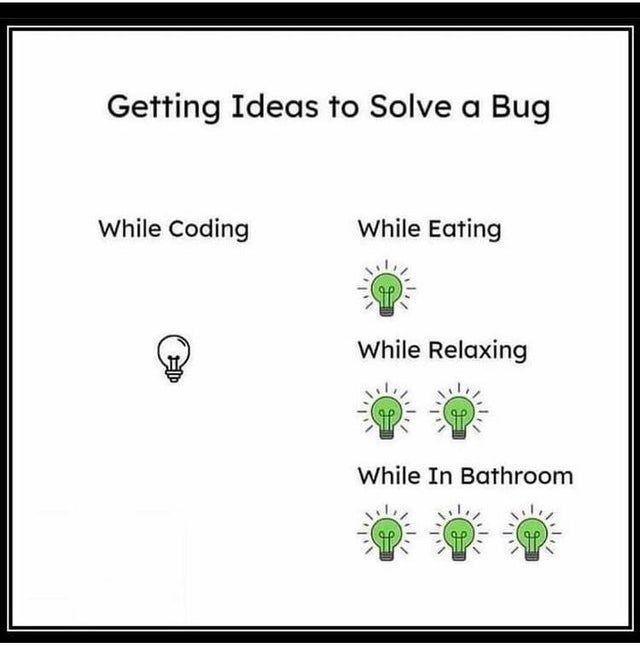 Getting Ideas to Solve a Bug
While Coding
While Eating
While Relaxing
While In Bathroom